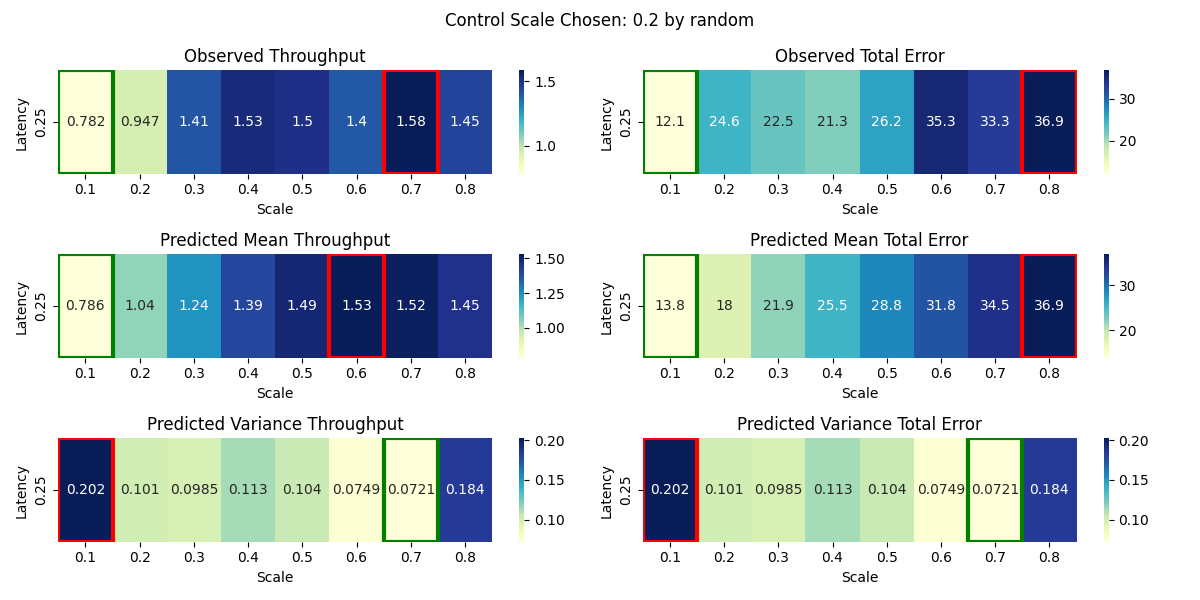 Control Scale Chosen: 0.2 by random
Observed Throughput
Latency
0.25
0.782 0.947 1.41 1.53 1.5 1.4 1.58 1.45
0.1 0.2 0.3 0.4 0.5 0.6 0.7 0.8
Scale
1.5
1.0
Observed Total Error
Latency
0.25
12.1 24.6 22.5 21.3 26.2 35.3 33.3 36.9
0.1 0.2 0.3 0.4 0.5 0.6 0.7 0.8
Scale
30
20
Predicted Mean Throughput
Latency
0.25
0.786 1.04 1.24 1.39 1.49 1.53 1.52 1.45
0.1 0.2 0.3 0.4 0.5 0.6 0.7 0.8
Scale
1.50
1.25
1.00
Predicted Mean Total Error
Latency
0.25
13.8 18 21.9 25.5 28.8 31.8 34.5 36.9
0.1 0.2 0.3 0.4 0.5 0.6 0.7 0.8
Scale
30
20
Predicted Variance Throughput
Latency
0.25
0.202 0.101 0.0985 0.113 0.104 0.0749 0.0721 0.184
0.1 0.2 0.3 0.4 0.5 0.6 0.7 0.8
Scale
0.20
0.15
0.10
Predicted Variance Total Error
Latency
0.25
0.202 0.101 0.0985 0.113 0.104 0.0749 0.0721 0.184
0.1 0.2 0.3 0.4 0.5 0.6 0.7 0.8
Scale
0.20
0.15
0.10